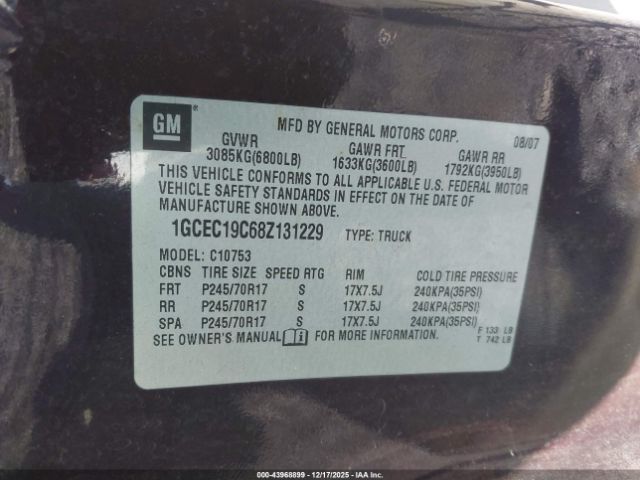 GM®
MFD BY GENERAL MOTORS CORP. 08/07
GVWR GAWR FRT GAWR RR
3085KG(6800LB) 1633KG(3600LB) 1792KG(3950LB)
THIS VEHICLE CONFORMS TO ALL APPLICABLE U.S. FEDERAL MOTOR
VEHICLE SAFETY STANDARDS IN EFFECT ON THE DATE OF
MANUFACTURE SHOWN ABOVE.
1GCEC19C68Z131229 TYPE: TRUCK
MODEL: C10753
CBNS TIRE SIZE SPEED RTG RIM COLD TIRE PRESSURE
FRT P245/70R17 S 17X7.5J 240KPA(35PSI)
RR P245/70R17 S 17X7.5J 240KPA(35PSI)
SPA P245/70R17 S 17X7.5J 240KPA(35PSI)
SEE OWNER'S MANUAL FOR MORE INFORMATION.
F 133 LB
T 742 LB
© 000-43968899 | 12/17/2025 - IAA Inc.